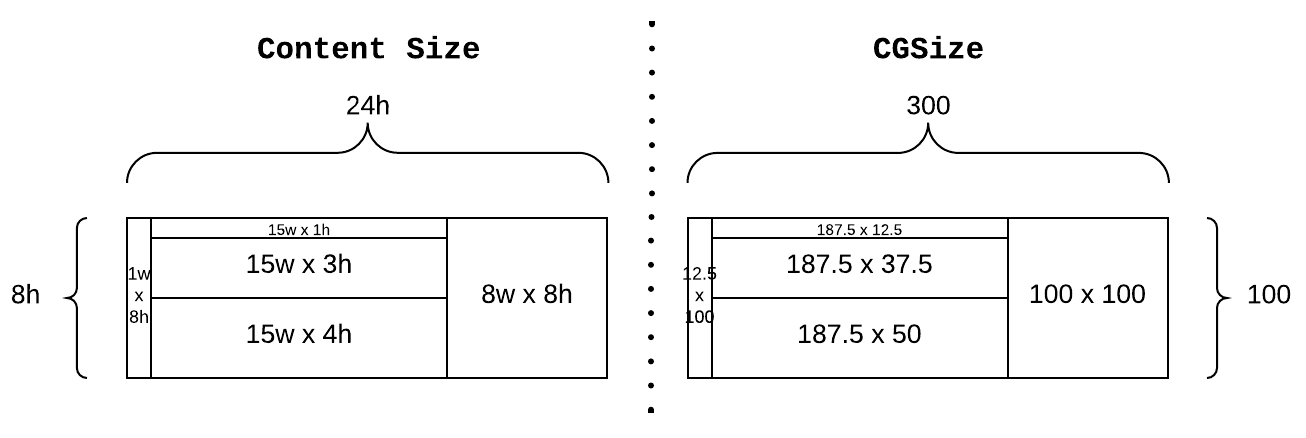 Content Size
24h
8h
1w
x
8h
15w x 1h
15w x 3h
15w x 4h
8w x 8h
CGSize
300
12.5
x
100
187.5 x 12.5
187.5 x 37.5
187.5 x 50
100 x 100
100